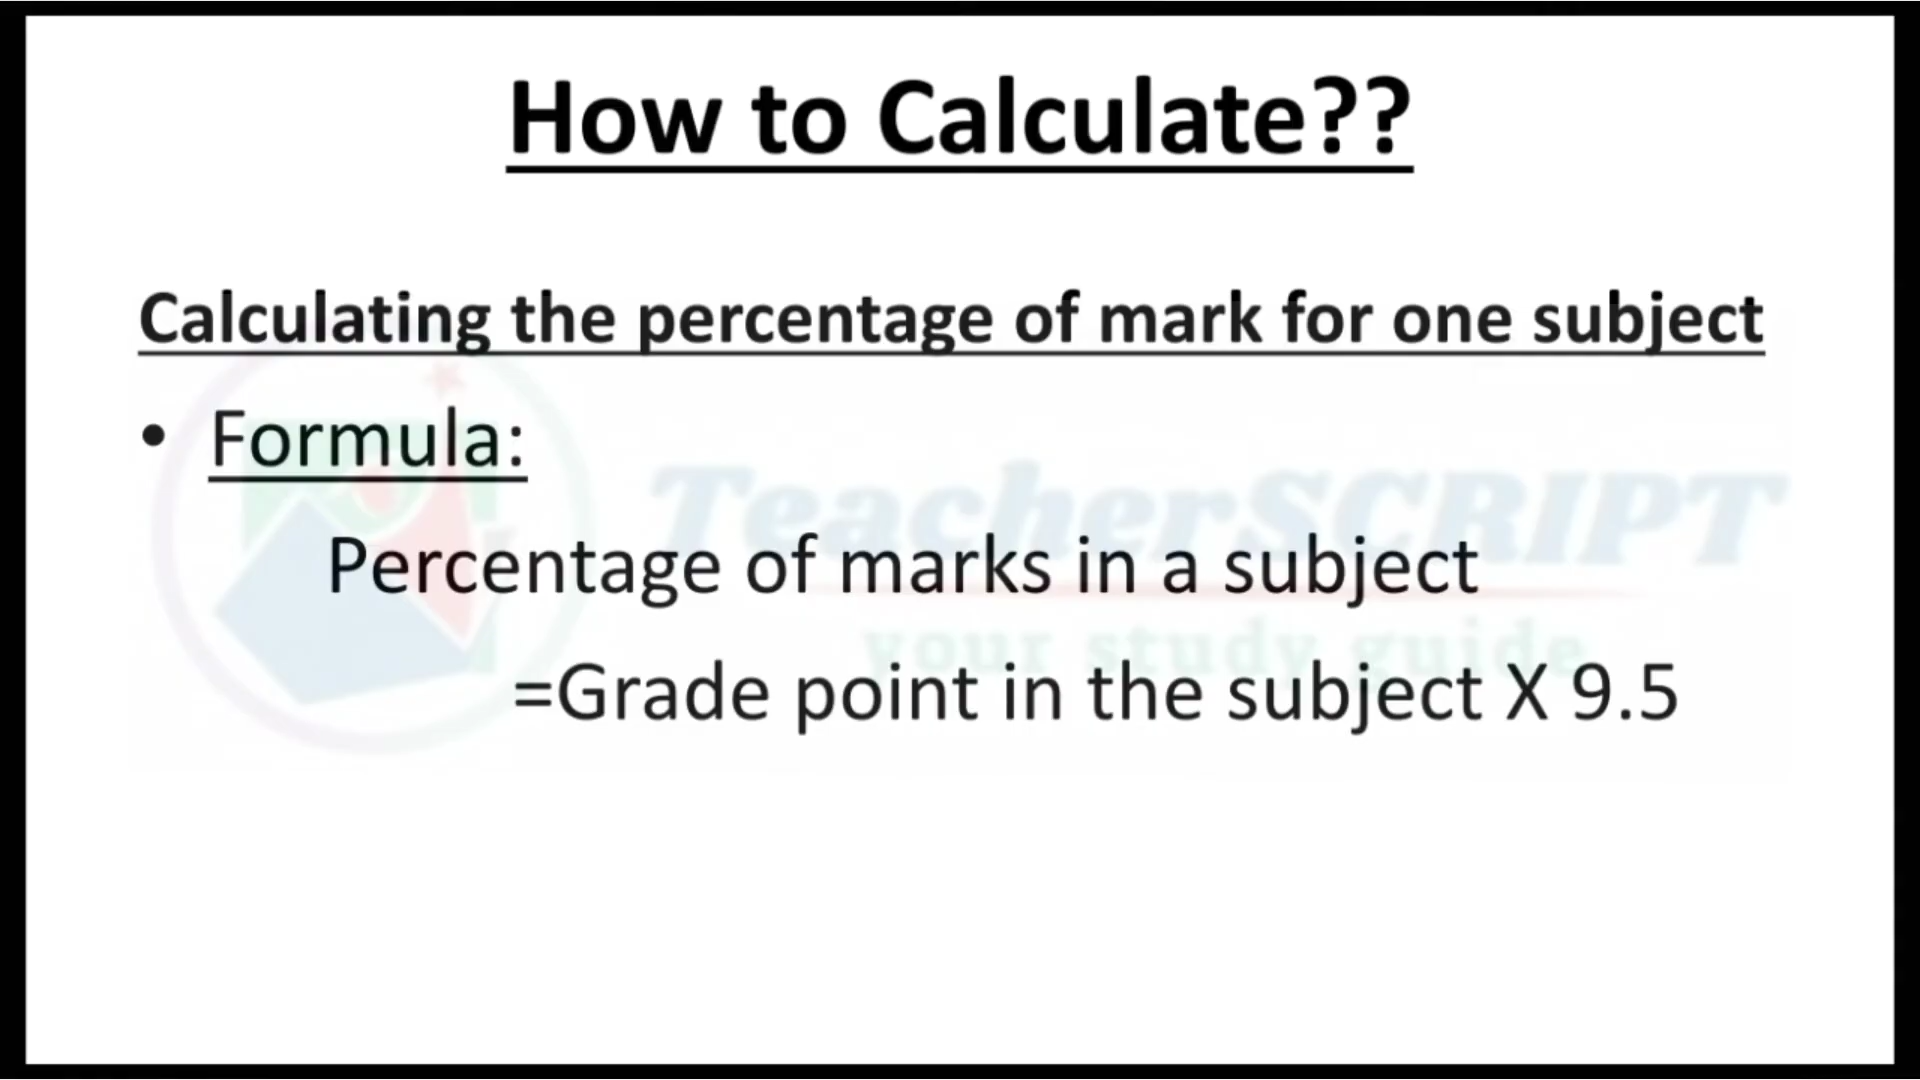 How to Calculate??
Calculating the percentage of mark for one subject
• Formula:
TeacherSCRIPT
Percentage of marks in a subject
your study guide
=Grade point in the subject X 9.5